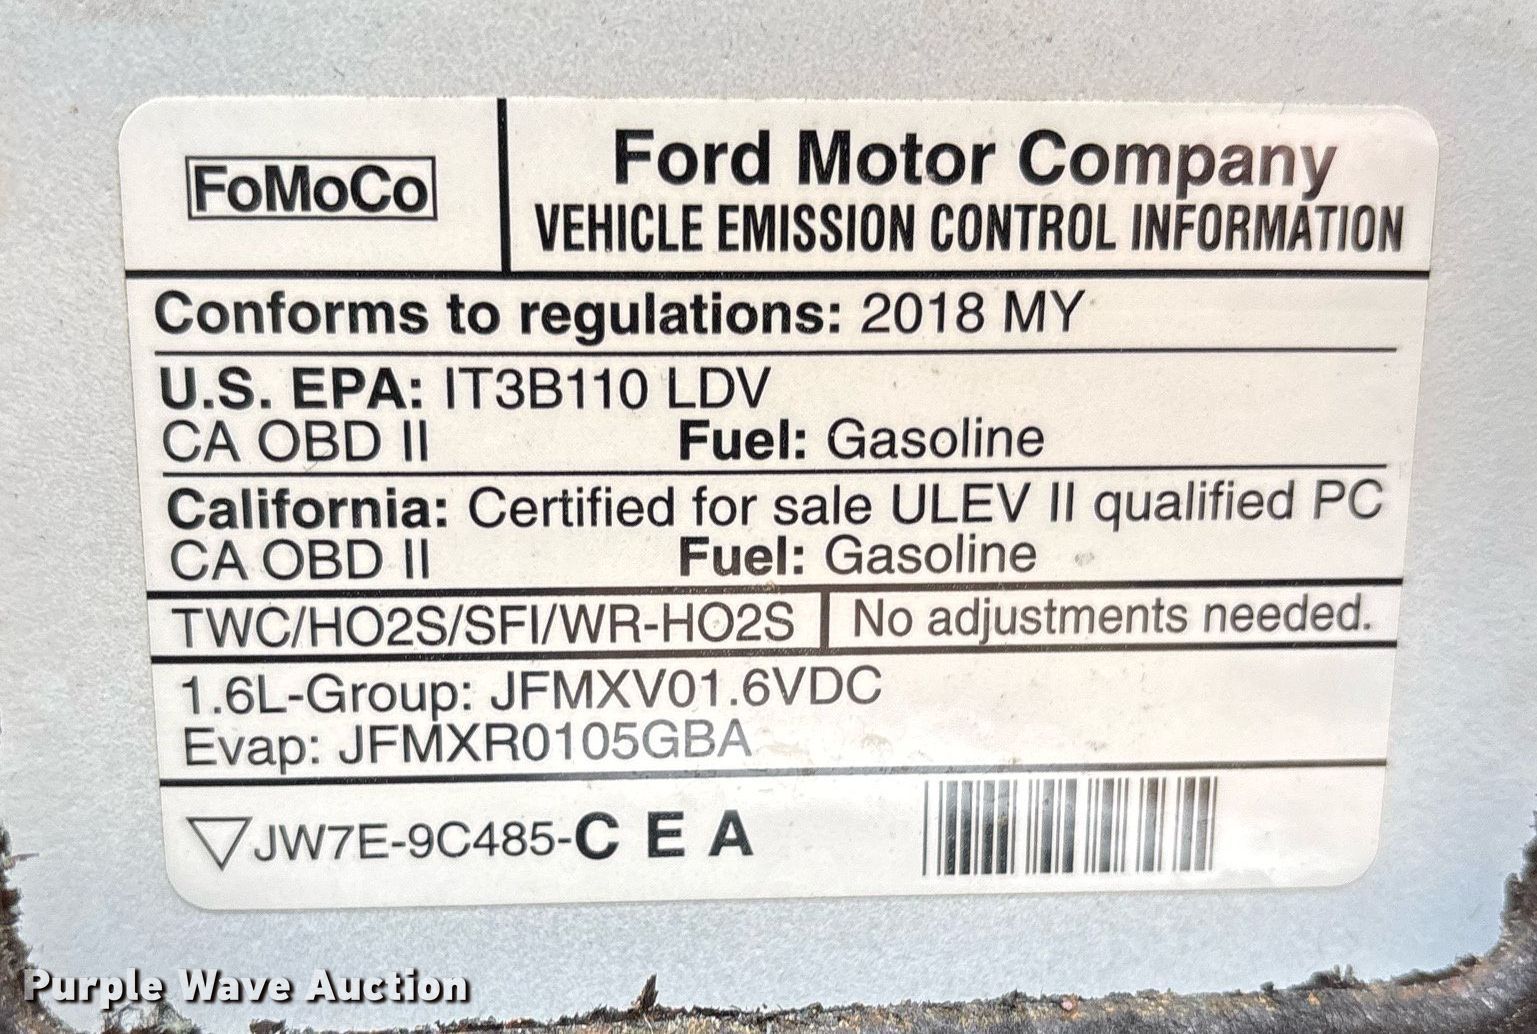 FoMoCo
Ford Motor Company
VEHICLE EMISSION CONTROL INFORMATION
Conforms to regulations: 2018 MY
U.S. EPA: IT3B110 LDV
CA OBD II Fuel: Gasoline
California: Certified for sale ULEV II qualified PC
CA OBD II Fuel: Gasoline
TWC/HO2S/SFI/WR-HO2S No adjustments needed.
1.6L-Group: JFMXV01.6VDC
Evap: JFMXR0105GBA
JW7E-9C485-C E A
Purple Wave Auction